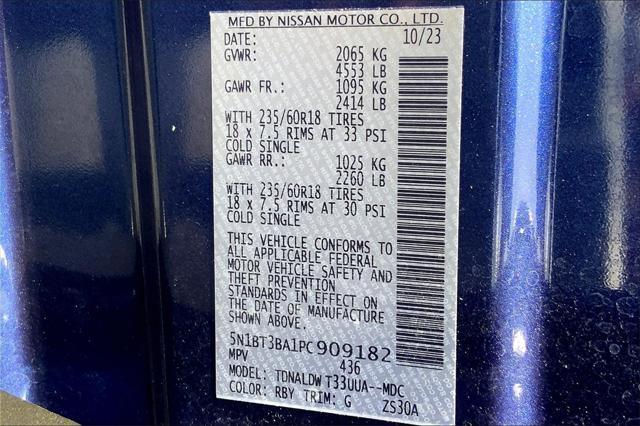 MFD BY NISSAN MOTOR CO., LTD.
DATE: 10/23
GVWR: 2065 KG
4553 LB
GAWR FR.: 1095 KG
2414 LB
WITH 235/60R18 TIRES
18 x 7.5 RIMS AT 33 PSI
COLD SINGLE
GAWR RR.: 1025 KG
2260 LB
WITH 235/60R18 TIRES
18 x 7.5 RIMS AT 30 PSI
COLD SINGLE
THIS VEHICLE CONFORMS TO
ALL APPLICABLE FEDERAL
MOTOR VEHICLE SAFETY AND
THEFT PREVENTION
STANDARDS IN EFFECT ON
THE DATE OF MANUFACTURE
SHOWN ABOVE.
5N1BT3BA1PC909182
MPV 436
MODEL: TDNALDW T33UUA--MDC
COLOR: RBY TRIM: G ZS30A